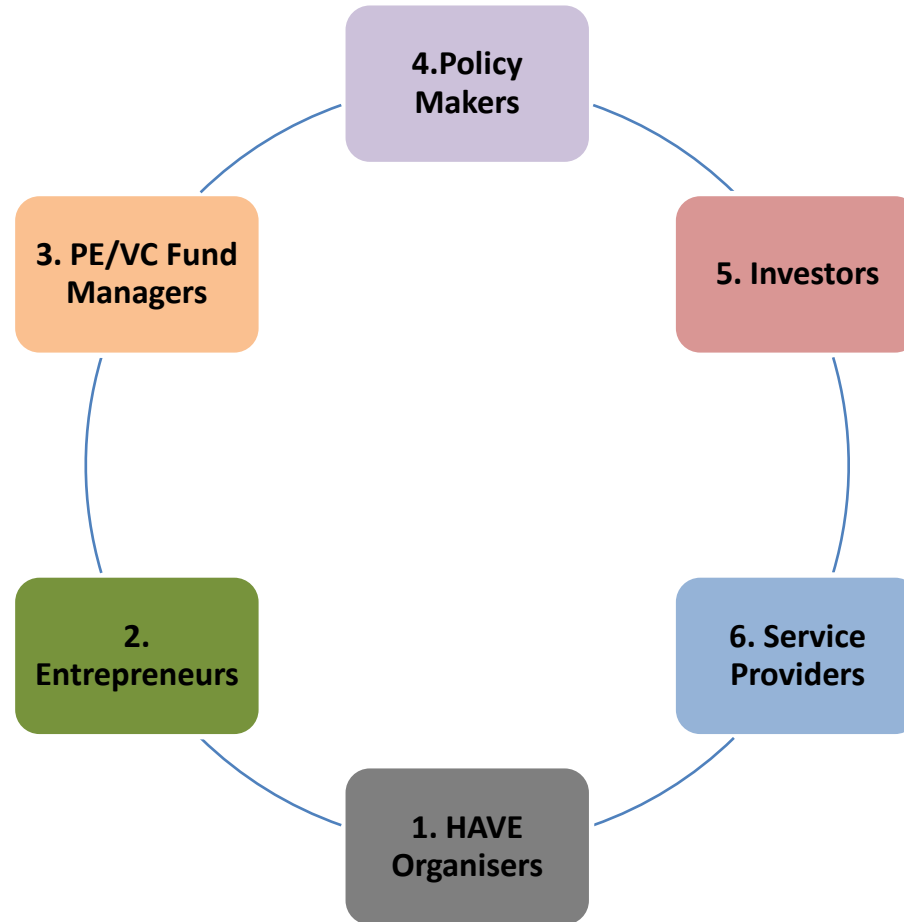 4.Policy
Makers
3. PE/VC Fund
Managers
5. Investors
2.
Entrepreneurs
6. Service
Providers
1. HAVE
Organisers